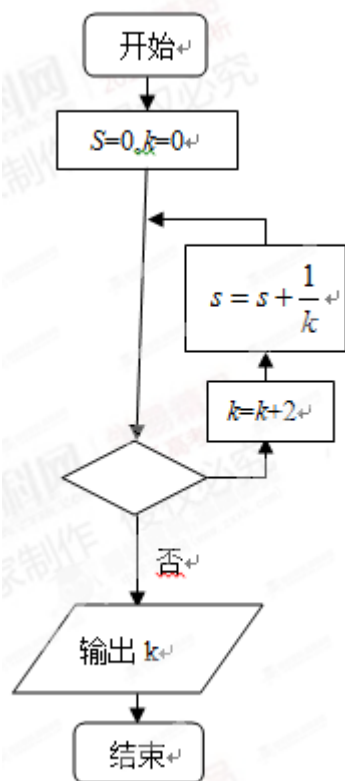 开始↵
S=0,k=0↵
s = s + 1/k ↵
k=k+2↵
否↵
输出 k↵
结束↵